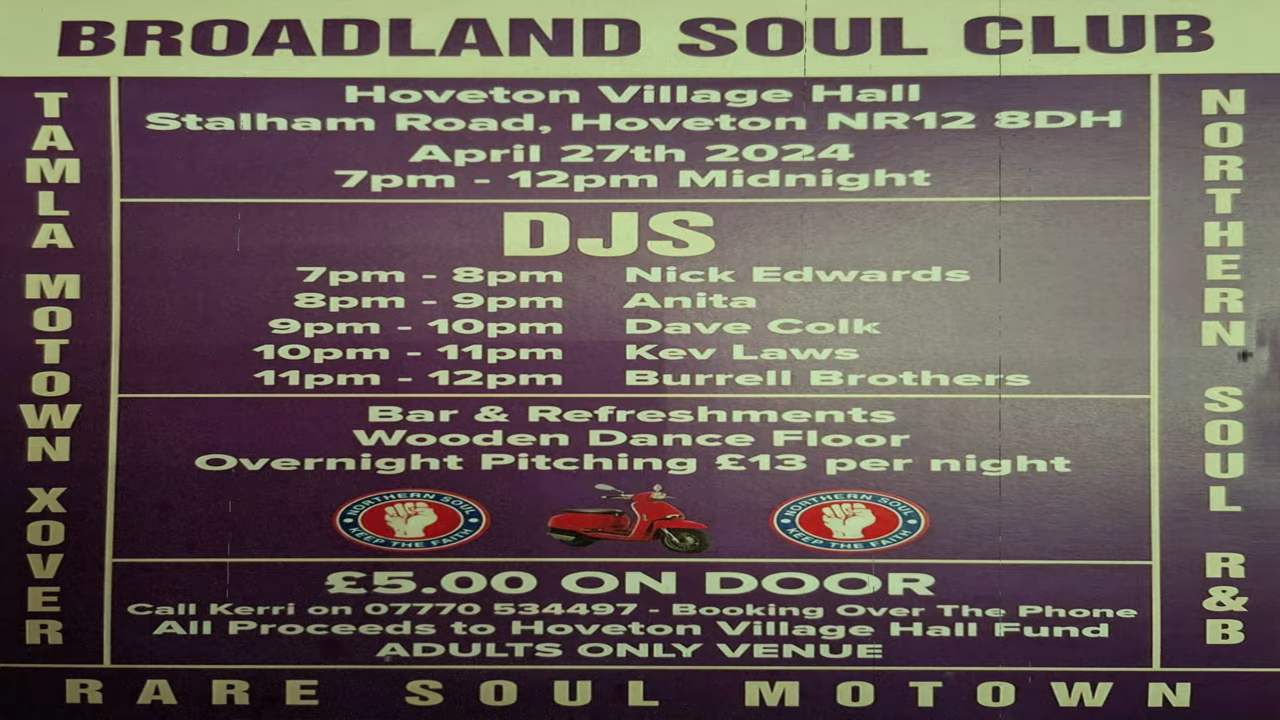 BROADLAND SOUL CLUB
TAMLA MOTOWN XOVER
Hoveton Village Hall
Stalham Road, Hoveton NR12 8DH
April 27th 2024
7pm - 12pm Midnight
DJS
7pm - 8pm Nick Edwards
8pm - 9pm Anita
9pm - 10pm Dave Colk
10pm - 11pm Kev Laws
11pm - 12pm Burrell Brothers
Bar & Refreshments
Wooden Dance Floor
Overnight Pitching £13 per night
NORTHERN SOUL
KEEP THE FAITH
NORTHERN SOUL
KEEP THE FAITH
£5.00 ON DOOR
Call Kerri on 07770 534497 - Booking Over The Phone
All Proceeds to Hoveton Village Hall Fund
ADULTS ONLY VENUE
NORTHERN SOUL R&B
RARE SOUL MOTOWN